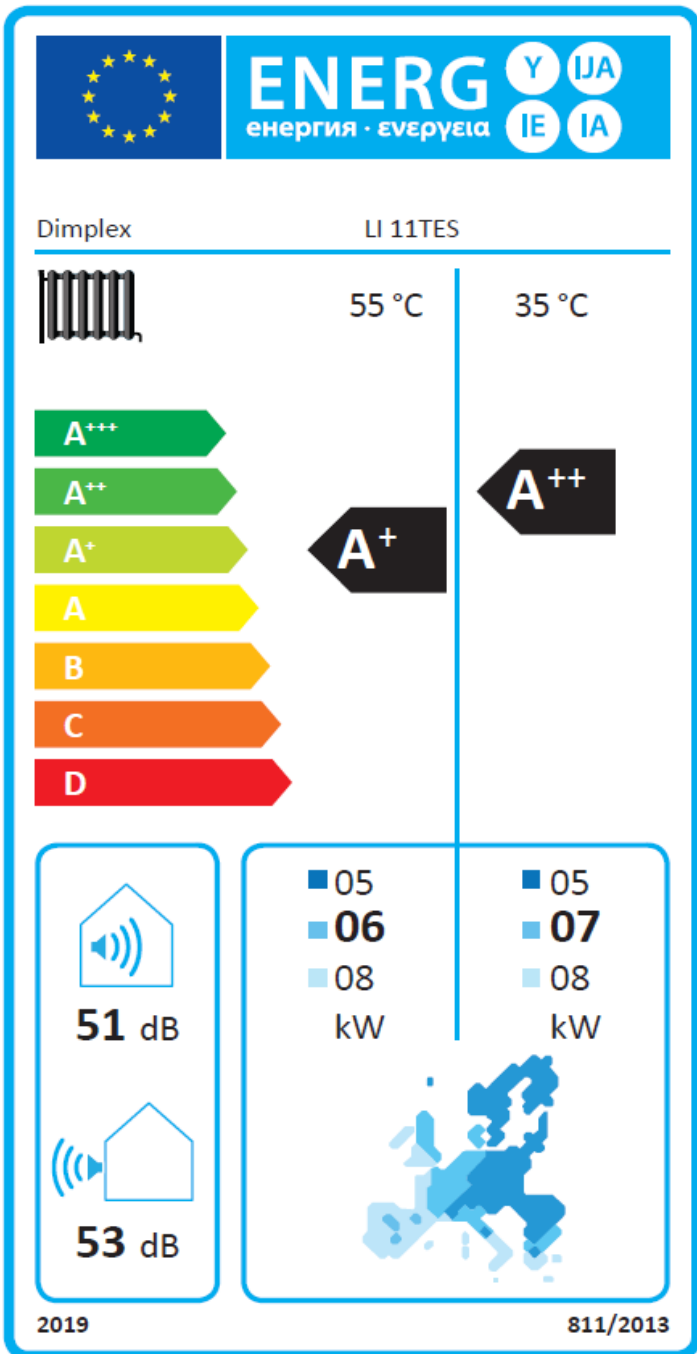 ENERG Y IJA
енергия · ενεργεια IE IA
Dimplex LI 11TES
55 °C 35 °C
A+++
A++ A++
A+ A+
A
B
C
D
05 05
06 07
08 08
51 dB kW kW
53 dB
2019 811/2013